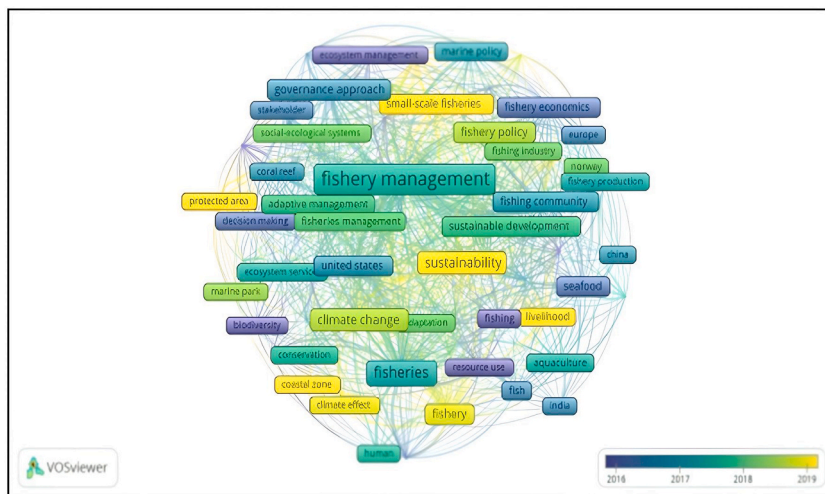 ecosystem management
marine policy
governance approach
small-scale fisheries
fishery economics
stakeholder
social-ecological systems
fishery policy
europe
fishing industry
coral reef
fishery management
norway
fishery production
protected area
adaptive management
fishing community
decision making
fisheries management
sustainable development
ecosystem service
united states
sustainability
china
marine park
seafood
biodiversity
climate change
adaptation
fishing
livelihood
conservation
fisheries
resource use
aquaculture
coastal zone
climate effect
fishery
fish
india
human
VOSviewer
2016 2017 2018 2019